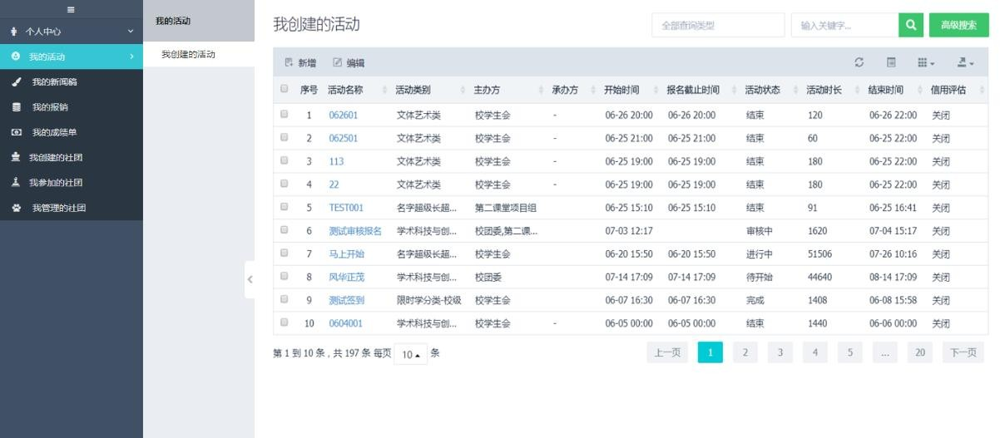 个人中心
我的活动
我的新闻稿
我的报销
我的成绩单
我创建的社团
我参加的社团
我管理的社团
我的活动
我创建的活动
我创建的活动
全部查询类型
输入关键字...
高级搜索
新增 编辑
序号 活动名称 活动类别 主办方 承办方 开始时间 报名截止时间 活动状态 活动时长 结束时间 信用评估
1 062601 文体艺术类 校学生会 - 06-26 20:00 06-26 20:00 结束 120 06-26 22:00 关闭
2 062501 文体艺术类 校学生会 - 06-25 21:00 06-25 21:00 结束 60 06-25 22:00 关闭
3 113 文体艺术类 校学生会 - 06-25 19:00 06-25 19:00 结束 180 06-25 22:00 关闭
4 22 文体艺术类 校学生会 - 06-25 19:00 06-25 19:00 结束 180 06-25 22:00 关闭
5 TEST001 名字超级长超... 第二课堂项目组 06-25 15:10 06-25 15:10 结束 91 06-25 16:41 关闭
6 测试审核报名 学术科技与创... 校团委,第二课... 07-03 12:17 审核中 1620 07-04 15:17 关闭
7 马上开始 名字超级长超... 校学生会 06-20 15:50 06-20 15:50 进行中 51506 07-26 10:16 关闭
8 风华正茂 学术科技与创... 校团委 07-14 17:09 07-14 17:09 待开始 44640 08-14 17:09 关闭
9 测试签到 限时学分类-校级 校学生会 06-07 16:30 06-07 16:30 完成 1408 06-08 15:58 关闭
10 0604001 学术科技与创... 校学生会 - 06-05 00:00 06-05 00:00 结束 1440 06-06 00:00 关闭
第 1 到 10 条，共 197 条 每页 10 条
上一页 1 2 3 4 5 ... 20 下一页